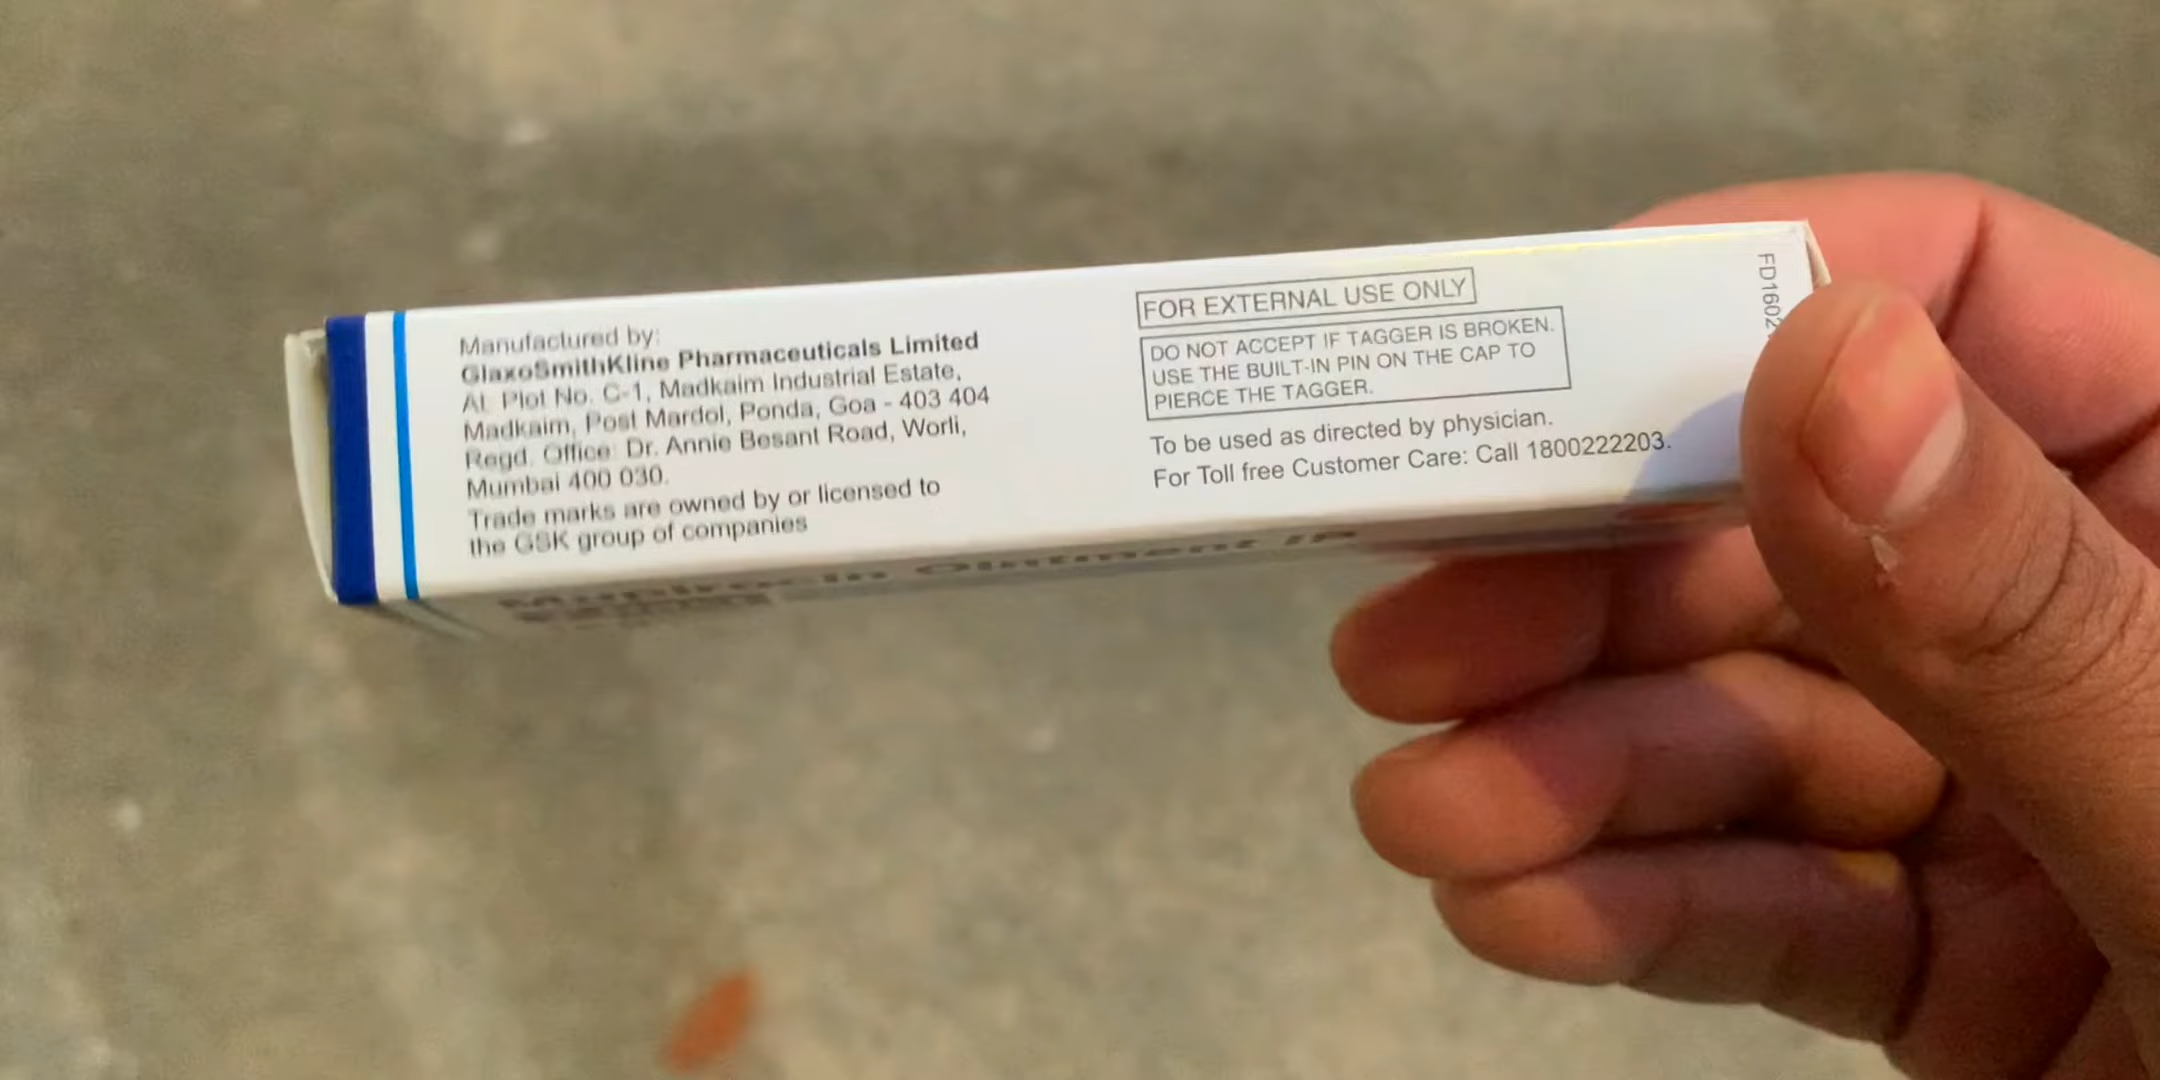 Manufactured by:
GlaxoSmithKline Pharmaceuticals Limited
At. Plot No. C-1, Madkaim Industrial Estate,
Madkaim, Post Mardol, Ponda, Goa - 403 404
Regd. Office: Dr. Annie Besant Road, Worli,
Mumbai 400 030.
Trade marks are owned by or licensed to
the GSK group of companies
FOR EXTERNAL USE ONLY
DO NOT ACCEPT IF TAGGER IS BROKEN.
USE THE BUILT-IN PIN ON THE CAP TO
PIERCE THE TAGGER.
To be used as directed by physician.
For Toll free Customer Care: Call 1800222203.
Mupirocin Ointment IP